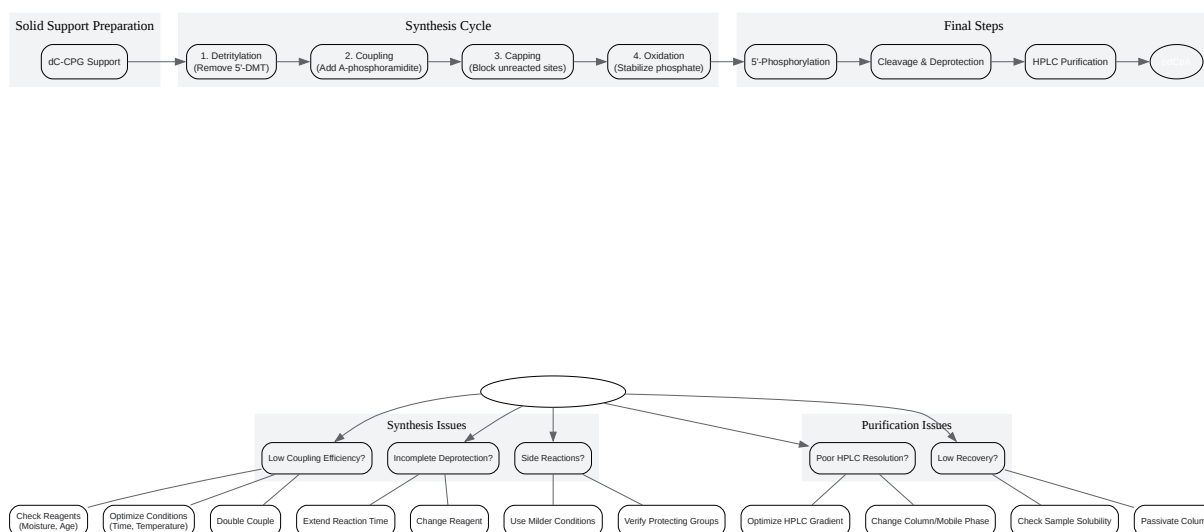 Solid Support Preparation
Synthesis Cycle
Final Steps
dC-CPG Support
1. Detritylation
(Remove 5'-DMT)
2. Coupling
(Add A-phosphoramidite)
3. Capping
(Block unreacted sites)
4. Oxidation
(Stabilize phosphate)
5'-Phosphorylation
Cleavage & Deprotection
HPLC Purification
Synthesis Issues
Purification Issues
Low Coupling Efficiency?
Incomplete Deprotection?
Side Reactions?
Poor HPLC Resolution?
Low Recovery?
Check Reagents
(Moisture, Age)
Optimize Conditions
(Time, Temperature)
Double Couple
Extend Reaction Time
Change Reagent
Use Milder Conditions
Verify Protecting Groups
Optimize HPLC Gradient
Change Column/Mobile Phase
Check Sample Solubility
Passivate